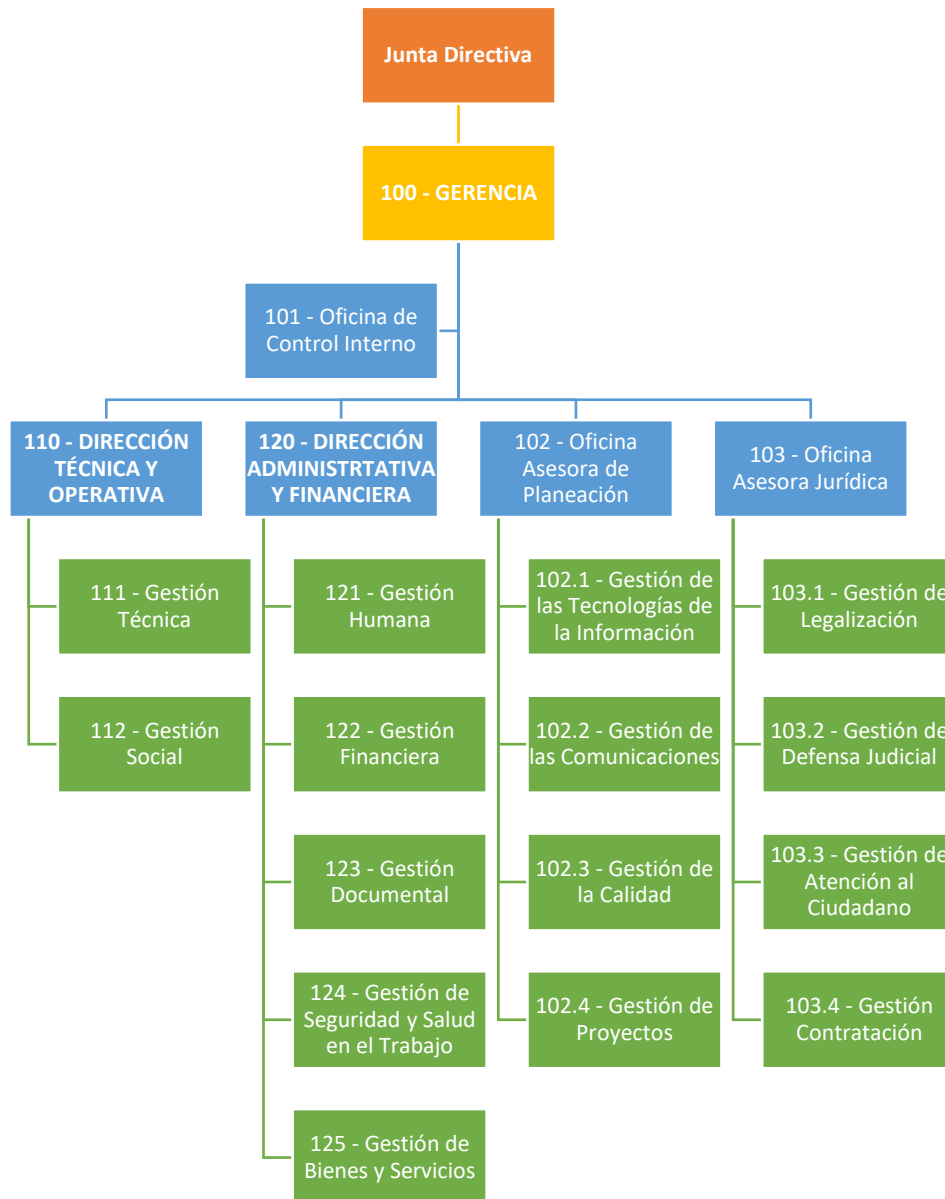 Junta Directiva
100 - GERENCIA
101 - Oficina de
Control Interno
110 - DIRECCIÓN
TÉCNICA Y
OPERATIVA
120 - DIRECCIÓN
ADMINISTRTATIVA
Y FINANCIERA
102 - Oficina
Asesora de
Planeación
103 - Oficina
Asesora Jurídica
111 - Gestión
Técnica
112 - Gestión
Social
121 - Gestión
Humana
122 - Gestión
Financiera
123 - Gestión
Documental
124 - Gestión de
Seguridad y Salud
en el Trabajo
125 - Gestión de
Bienes y Servicios
102.1 - Gestión de
las Tecnologías de
la Información
102.2 - Gestión de
las Comunicaciones
102.3 - Gestión de
la Calidad
102.4 - Gestión de
Proyectos
103.1 - Gestión de
Legalización
103.2 - Gestión de
Defensa Judicial
103.3 - Gestión de
Atención al
Ciudadano
103.4 - Gestión
Contratación